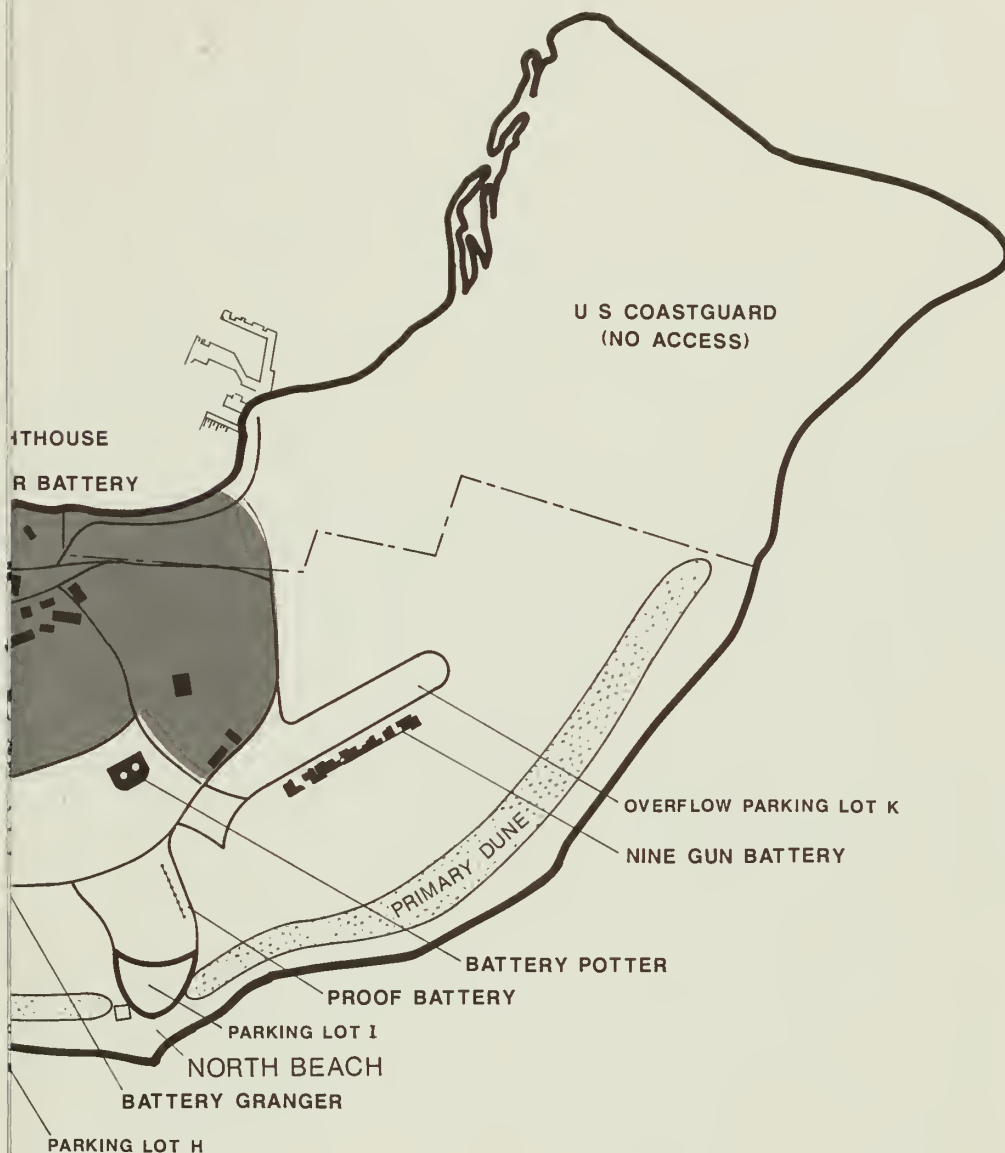 U S COASTGUARD
(NO ACCESS)
HTHOUSE
R BATTERY
OVERFLOW PARKING LOT K
NINE GUN BATTERY
PRIMARY DUNE
BATTERY POTTER
PROOF BATTERY
PARKING LOT I
NORTH BEACH
BATTERY GRANGER
PARKING LOT H